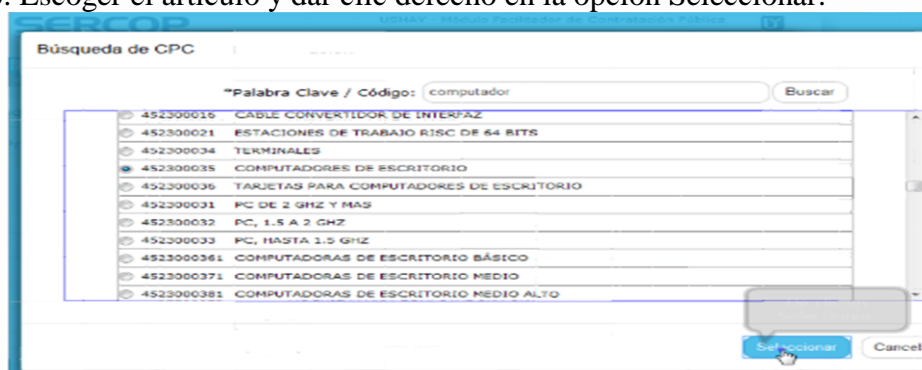 . Escoger el artículo y dar clic derecho en la opción Seleccionar.
SERCOP USHAY - Módulo Facilitador de Contratación Pública
Búsqueda de CPC
*Palabra Clave / Código: computador Buscar
452300016 CABLE CONVERTIDOR DE INTERFAZ
452300021 ESTACIONES DE TRABAJO RISC DE 64 BITS
452300034 TERMINALES
452300035 COMPUTADORES DE ESCRITORIO
452300036 TARJETAS PARA COMPUTADORES DE ESCRITORIO
452300031 PC DE 2 GHZ Y MAS
452300032 PC, 1.5 A 2 GHZ
452300033 PC, HASTA 1.5 GHZ
4523000361 COMPUTADORAS DE ESCRITORIO BÁSICO
4523000371 COMPUTADORAS DE ESCRITORIO MEDIO
4523000381 COMPUTADORAS DE ESCRITORIO MEDIO ALTO
Seleccionar Cancel